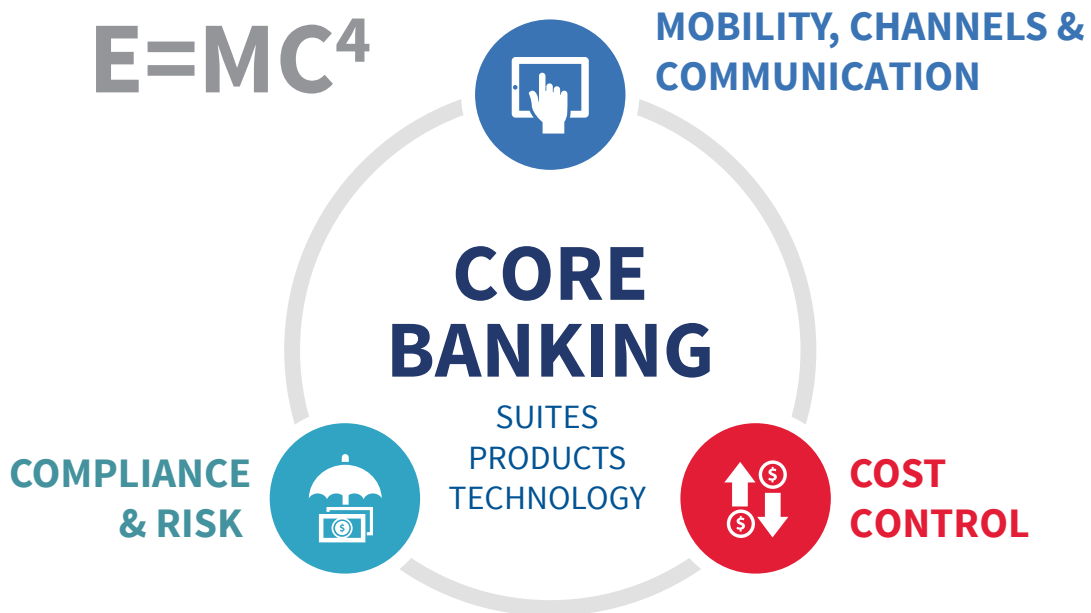 E=MC⁴
MOBILITY, CHANNELS &
COMMUNICATION
CORE
BANKING
SUITES
PRODUCTS
TECHNOLOGY
COMPLIANCE
& RISK
COST
CONTROL
$
$
$